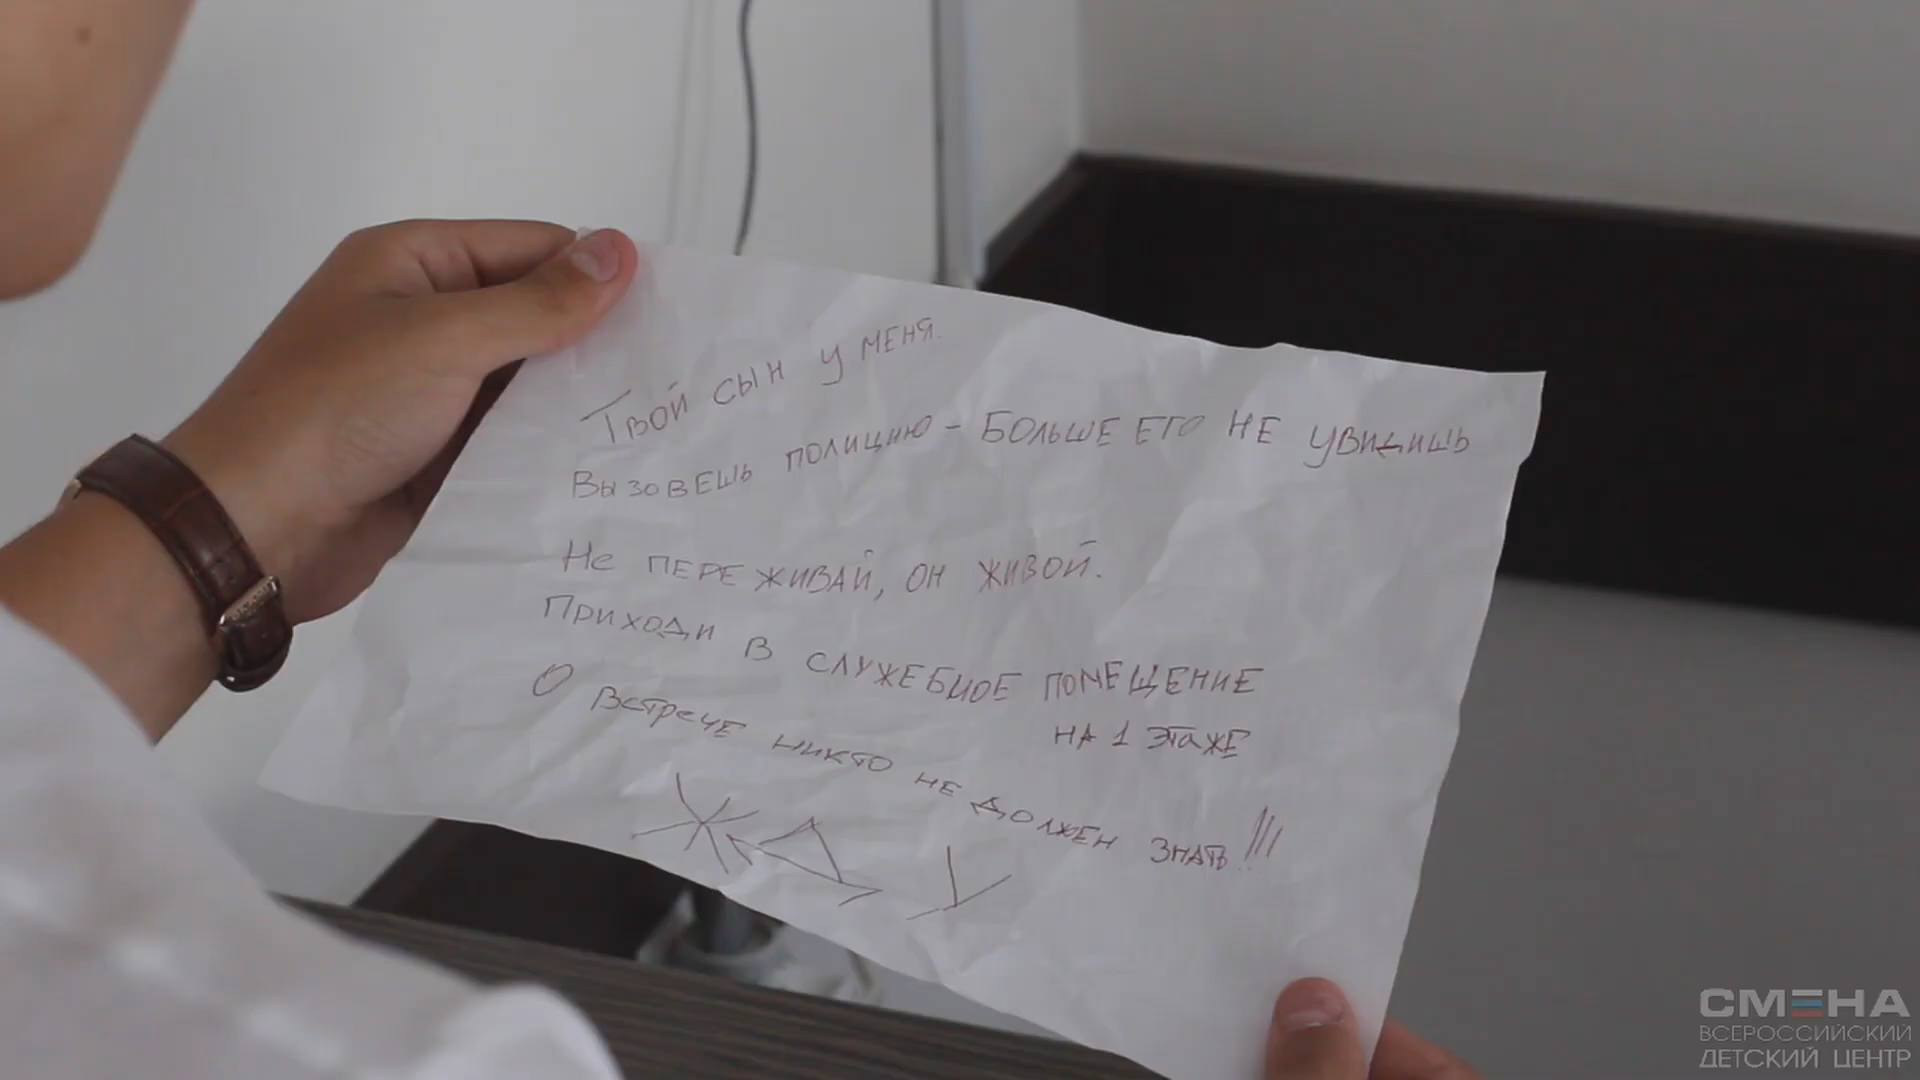 Твой сын у меня.
Вызовешь полицию - больше его не увидишь
Не переживай, он живой.
Приходи в служебное помещение
на 1 этаже
О встрече никто не должен знать!!!
Жду
СМЕНА
ВСЕРОССИЙСКИЙ
ДЕТСКИЙ ЦЕНТР